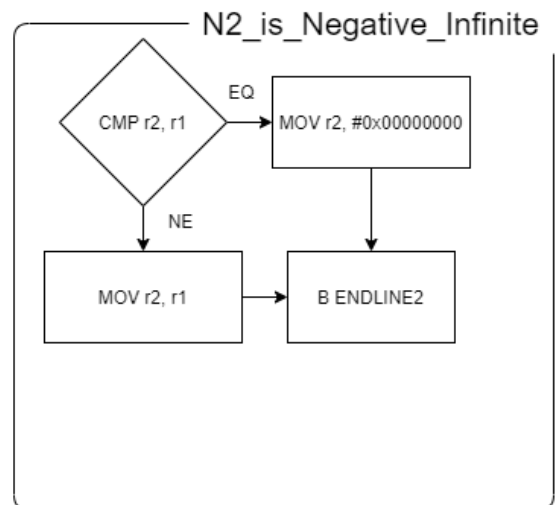 N2_is_Negative_Infinite
CMP r2, r1
EQ
MOV r2, #0x00000000
NE
MOV r2, r1
B ENDLINE2